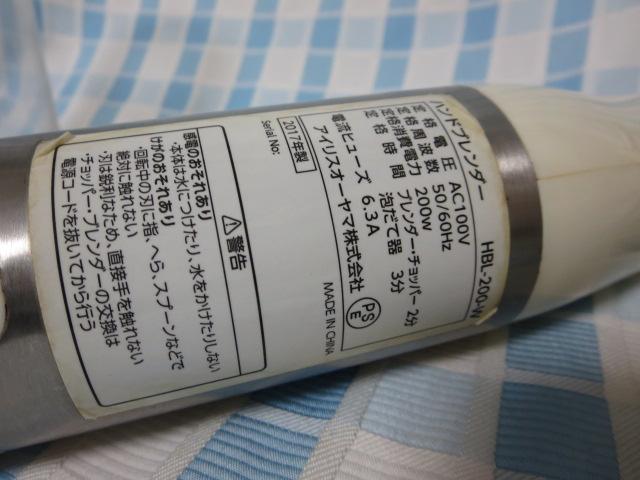 ハンドブレンダー HBL-200-W
定格電圧 AC100V
定格周波数 50/60Hz
定格消費電力 200W
定格時間 ブレンダー・チョッパー 2分
泡だて器 3分
電流ヒューズ 6.3A
アイリスオーヤマ株式会社
PS
E
MADE IN CHINA
2017年製
Serial No:
⚠警告
感電のおそれあり
・本体は水につけたり、水をかけたりしない
けがのおそれあり
・回転中の刃に指、へら、スプーンなどで
絶対に触れない
・刃は鋭利なため、直接手を触れない
・チョッパー・ブレンダーの交換は
電源コードを抜いてから行う